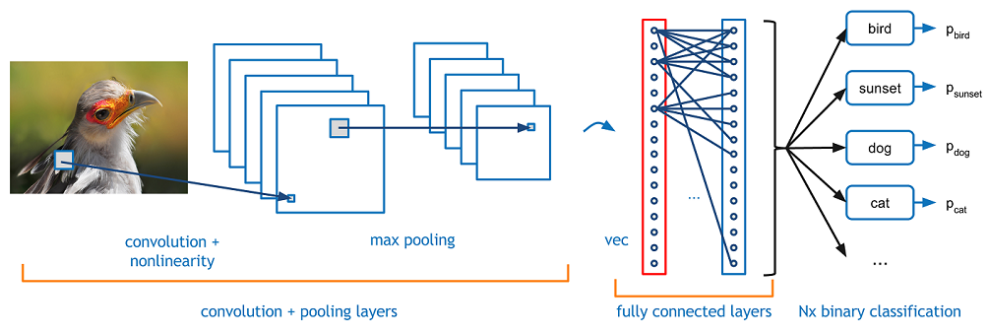 convolution +
nonlinearity
max pooling
convolution + pooling layers
vec
...
fully connected layers
bird
p_bird
sunset
p_sunset
dog
p_dog
cat
p_cat
...
Nx binary classification